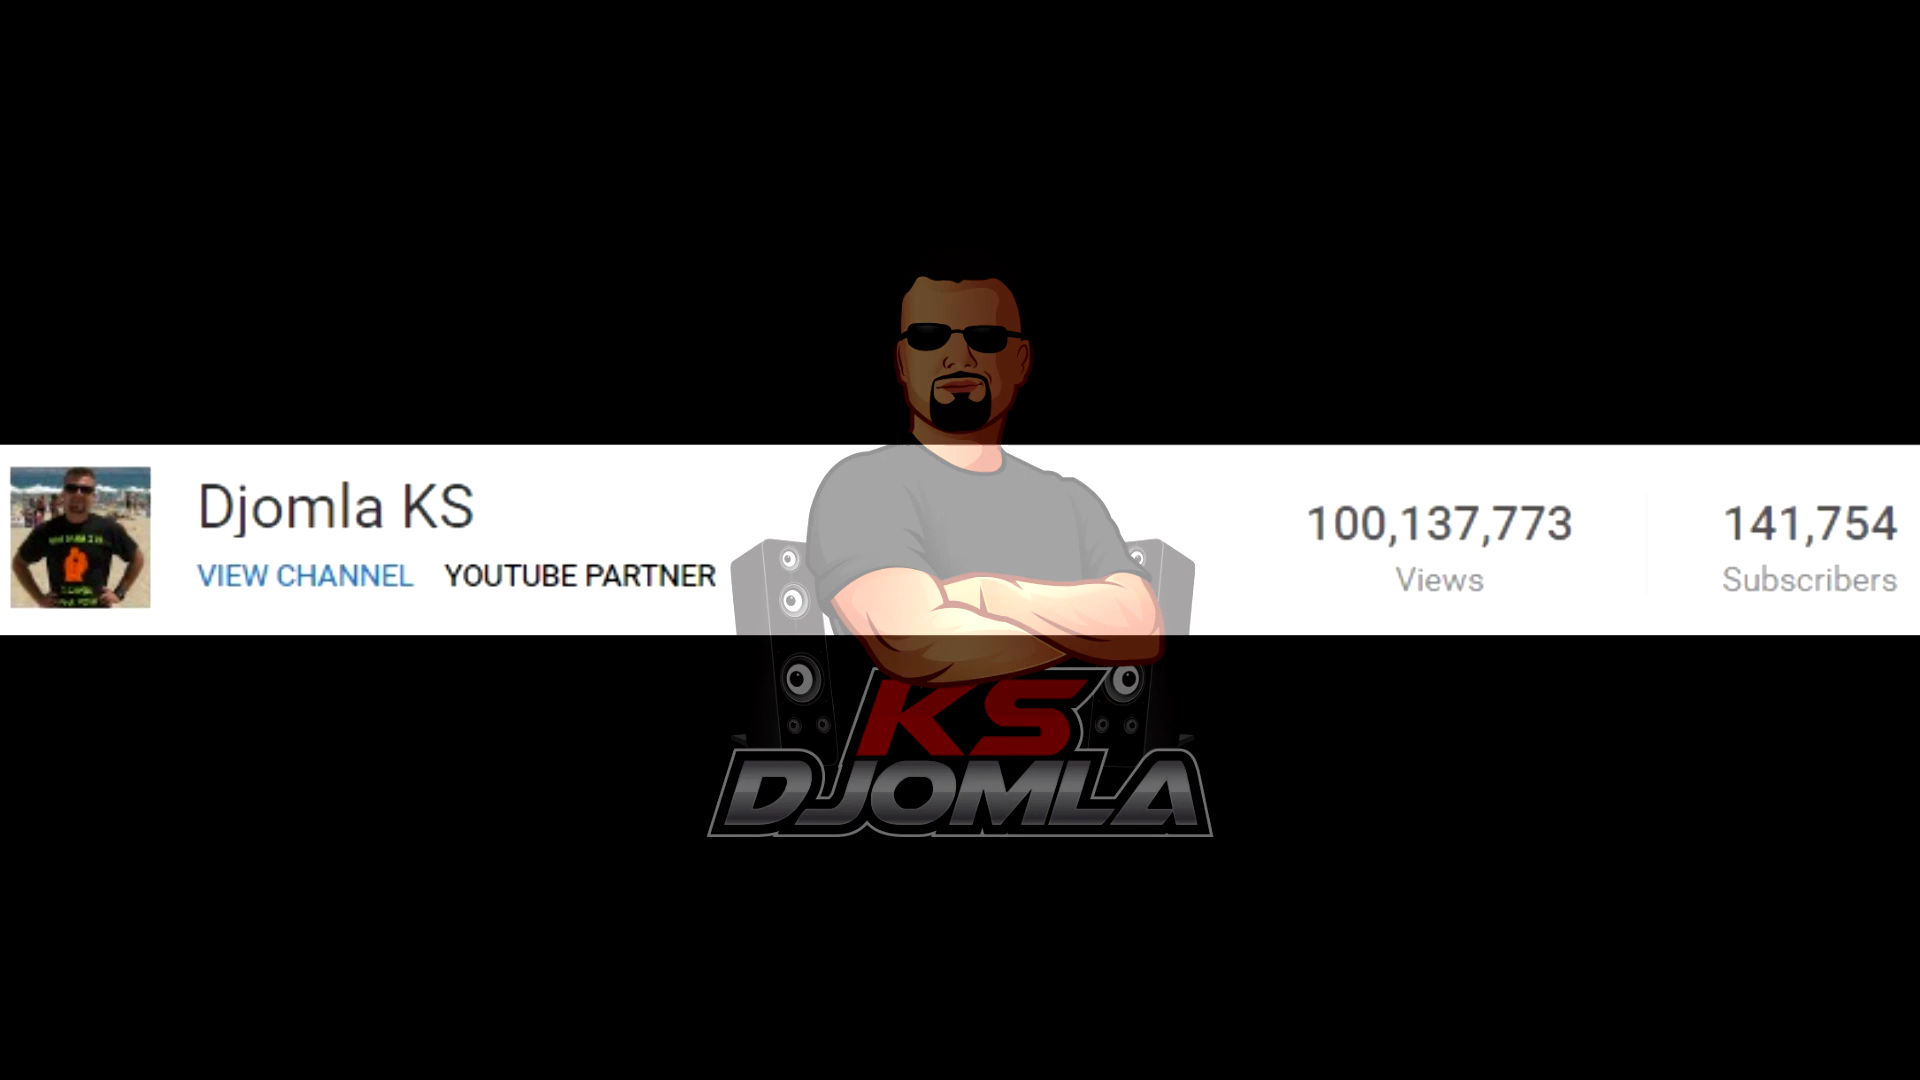 Djomla KS
VIEW CHANNEL YOUTUBE PARTNER
100,137,773
Views
141,754
Subscribers
KS
DJOMLA